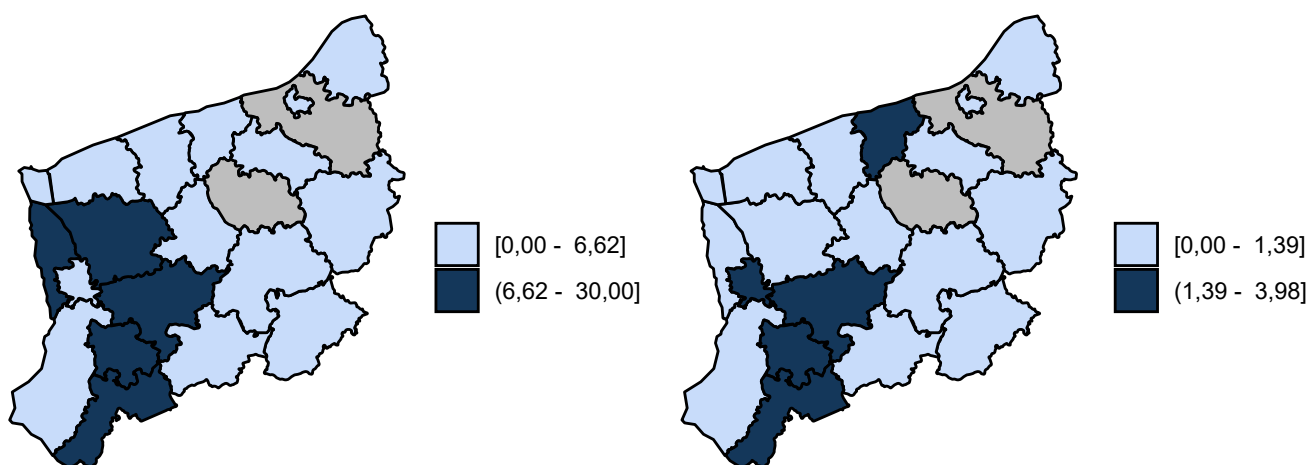 [0,00 -  6,62]
(6,62 -  30,00]
[0,00 -  1,39]
(1,39 -  3,98]